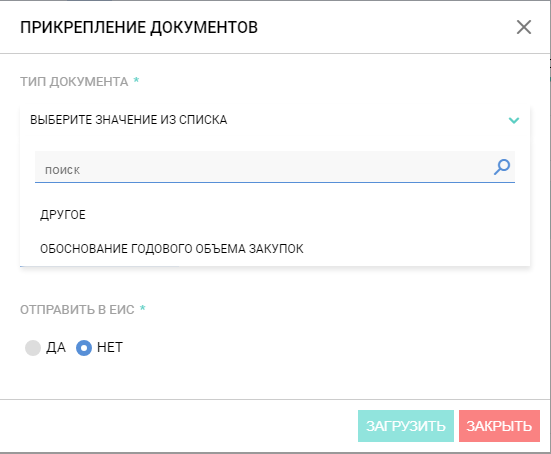 ПРИКРЕПЛЕНИЕ ДОКУМЕНТОВ
ТИП ДОКУМЕНТА *
ВЫБЕРИТЕ ЗНАЧЕНИЕ ИЗ СПИСКА
поиск
ДРУГОЕ
ОБОСНОВАНИЕ ГОДОВОГО ОБЪЕМА ЗАКУПОК
ОТПРАВИТЬ В ЕИС *
ДА НЕТ
ЗАГРУЗИТЬ ЗАКРЫТЬ